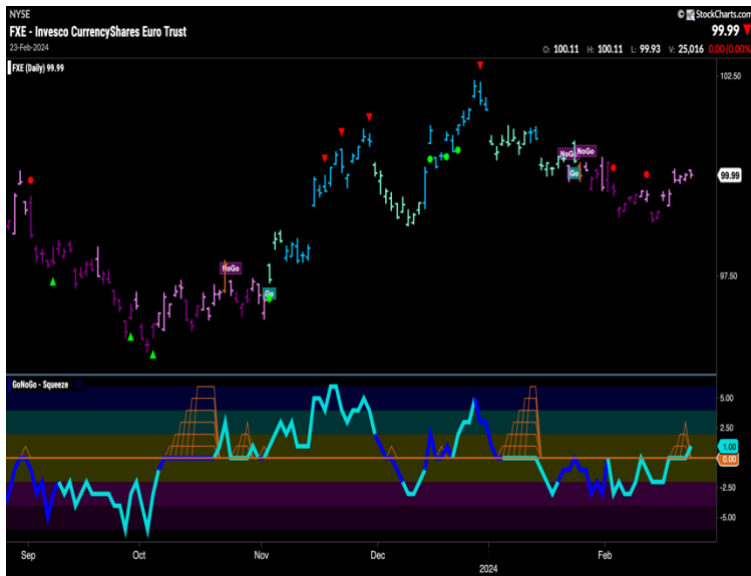 NYSE
© StockCharts.com
FXE - Invesco CurrencyShares Euro Trust
99.99
23-Feb-2024
O: 100.11 H: 100.11 L: 99.93 V: 25,016 0.00 (0.00%)
FXE (Daily) 99.99
102.50
NoGo NoGo
Go
99.99
NoGo
Go
97.50
GoNoGo - Squeeze
5.00
2.50
1.00
0.00
-2.50
-5.00
Sep Oct Nov Dec 2024 Feb